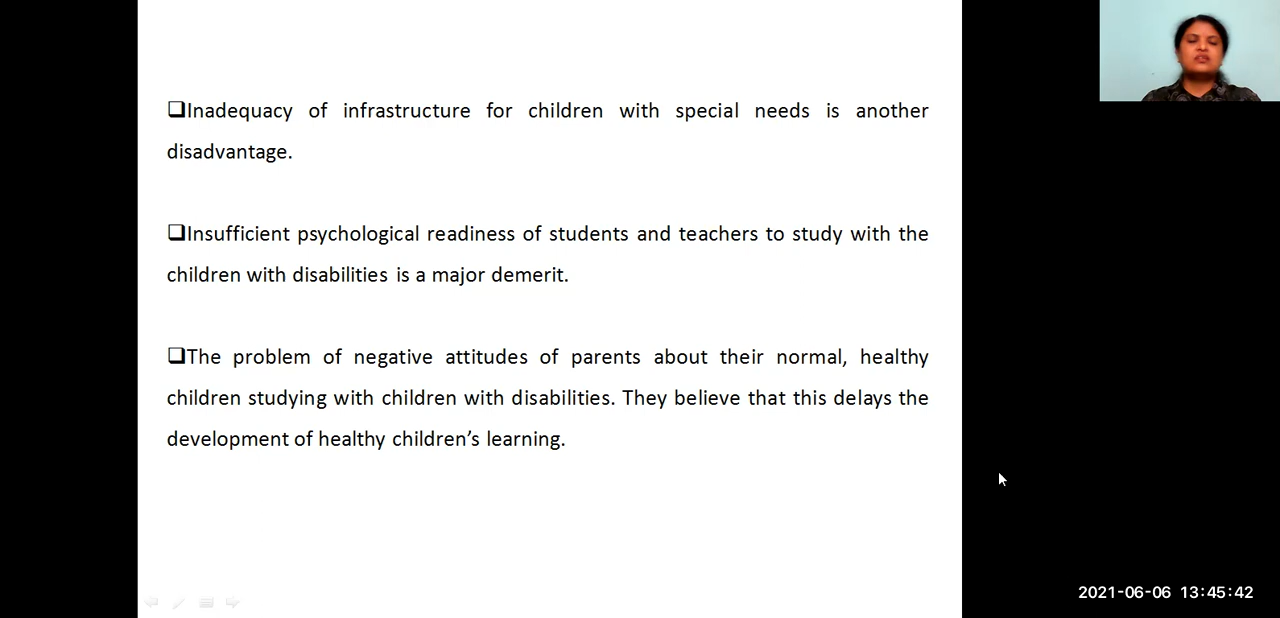 ❑Inadequacy of infrastructure for children with special needs is another
disadvantage.
❑Insufficient psychological readiness of students and teachers to study with the
children with disabilities is a major demerit.
❑The problem of negative attitudes of parents about their normal, healthy
children studying with children with disabilities. They believe that this delays the
development of healthy children’s learning.
2021-06-06 13:45:42